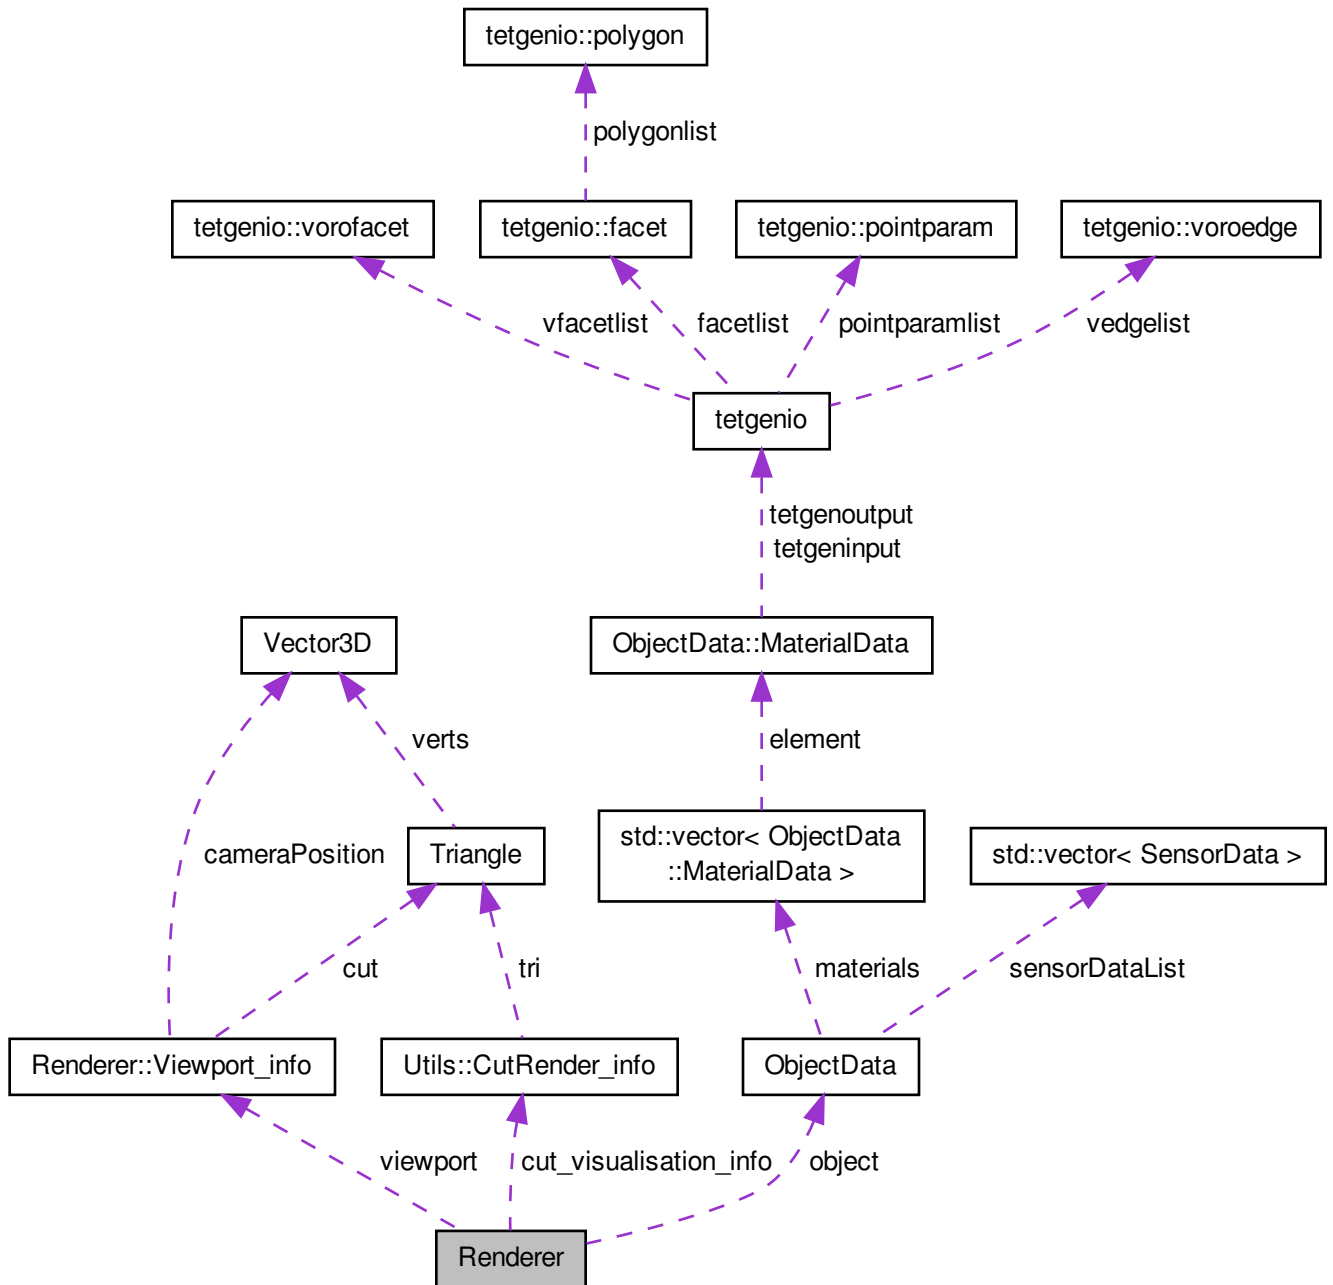 tetgenio::polygon
polygonlist
tetgenio::vorofacet
tetgenio::facet
tetgenio::pointparam
tetgenio::voroedge
vfacetlist
facetlist
pointparamlist
vedgelist
tetgenio
tetgenoutput
tetgeninput
Vector3D
ObjectData::MaterialData
verts
element
cameraPosition
Triangle
std::vector< ObjectData
::MaterialData >
std::vector< SensorData >
cut
tri
materials
sensorDataList
Renderer::Viewport_info
Utils::CutRender_info
ObjectData
viewport
cut_visualisation_info
object
Renderer